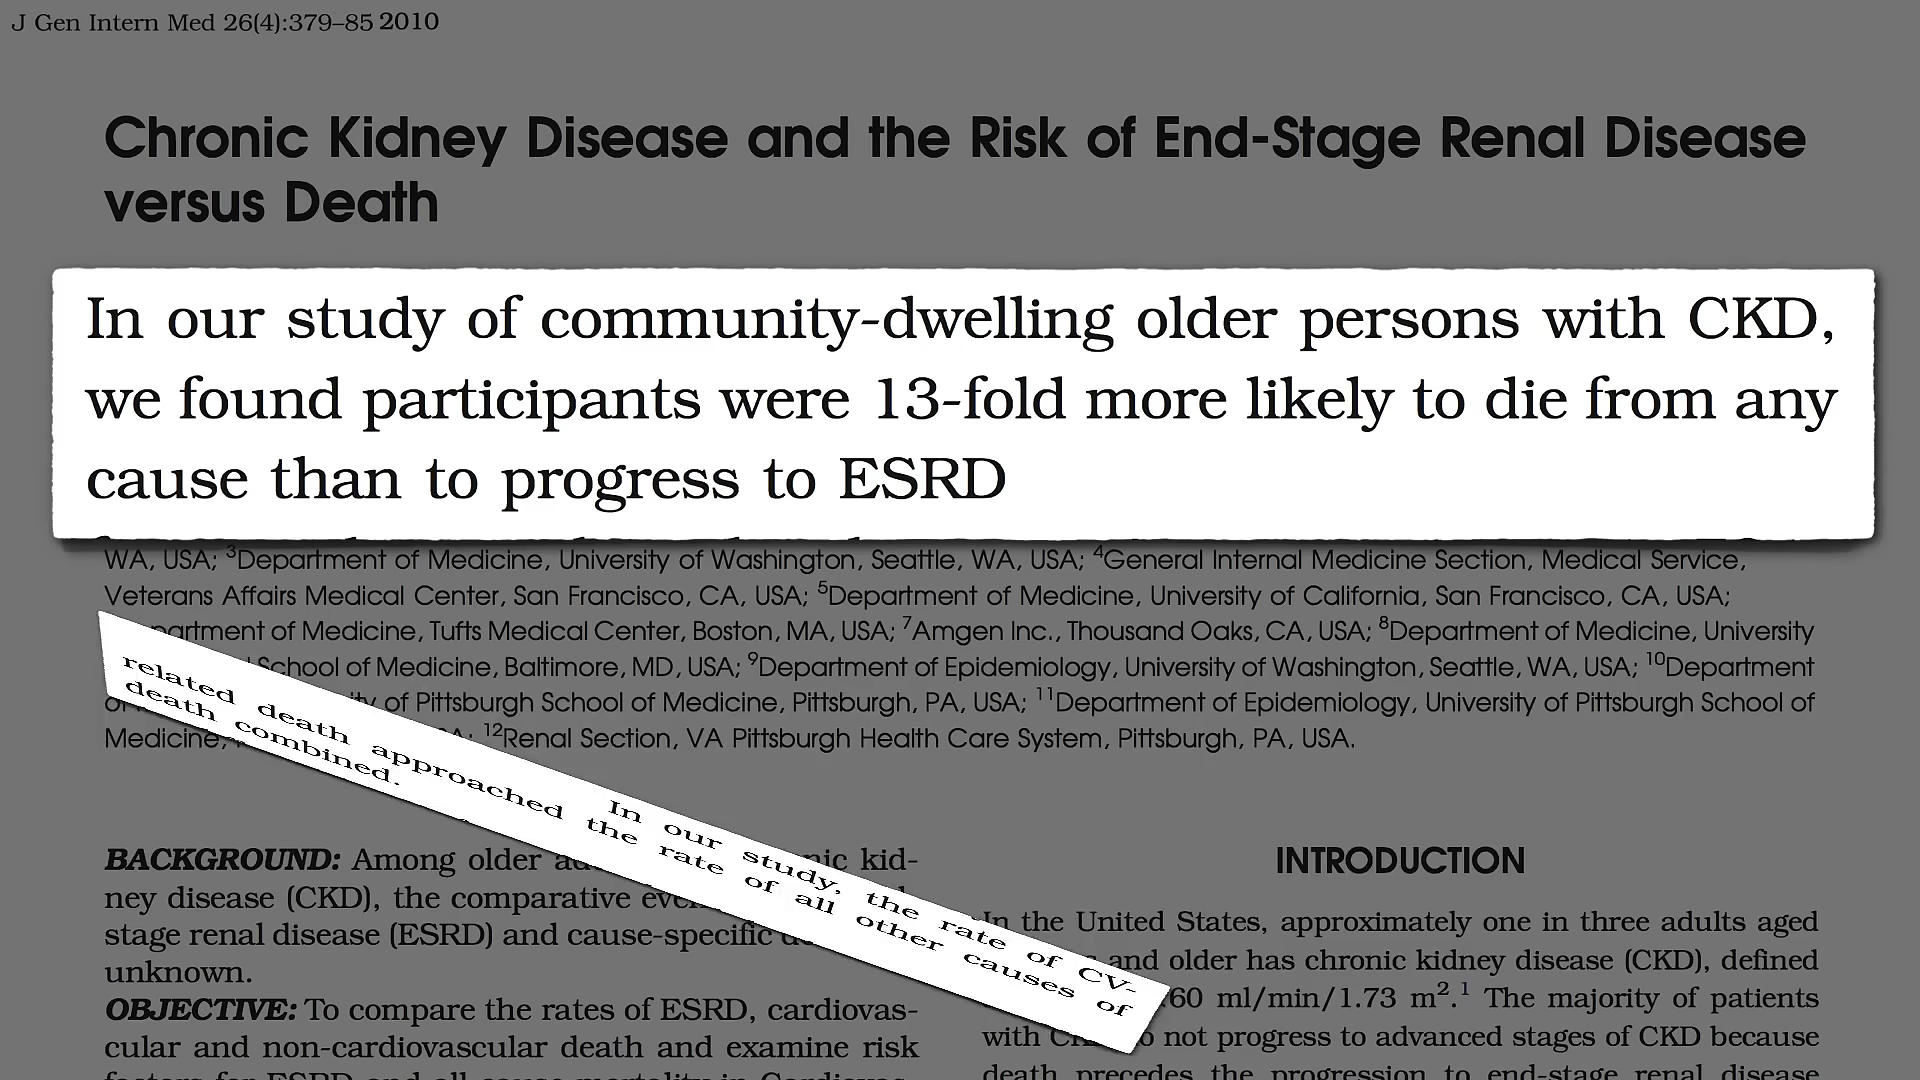 J Gen Intern Med 26(4):379–85 2010
Chronic Kidney Disease and the Risk of End-Stage Renal Disease
versus Death
In our study of community-dwelling older persons with CKD,
we found participants were 13-fold more likely to die from any
cause than to progress to ESRD
WA, USA; ³Department of Medicine, University of Washington, Seattle, WA, USA; ⁴General Internal Medicine Section, Medical Service,
Veterans Affairs Medical Center, San Francisco, CA, USA; ⁵Department of Medicine, University of California, San Francisco, CA, USA;
partment of Medicine, Tufts Medical Center, Boston, MA, USA; ⁷Amgen Inc., Thousand Oaks, CA, USA; ⁸Department of Medicine, University
School of Medicine, Baltimore, MD, USA; ⁹Department of Epidemiology, University of Washington, Seattle, WA, USA; ¹⁰Department
of Pittsburgh School of Medicine, Pittsburgh, PA, USA; ¹¹Department of Epidemiology, University of Pittsburgh School of
Medicine, ¹²Renal Section, VA Pittsburgh Health Care System, Pittsburgh, PA, USA.
In our study, the rate of CV-
related death approached the rate of all other causes of
death combined.
BACKGROUND: Among older nic kid-
ney disease (CKD), the comparative
stage renal disease (ESRD) and cause-specific
unknown.
OBJECTIVE: To compare the rates of ESRD, cardiovas-
cular and non-cardiovascular death and examine risk
factors for ESRD and all-cause mortality in Cardiovas-
INTRODUCTION
In the United States, approximately one in three adults aged
and older has chronic kidney disease (CKD), defined
60 ml/min/1.73 m².¹ The majority of patients
with not progress to advanced stages of CKD because
death precedes the progression to end-stage renal disease